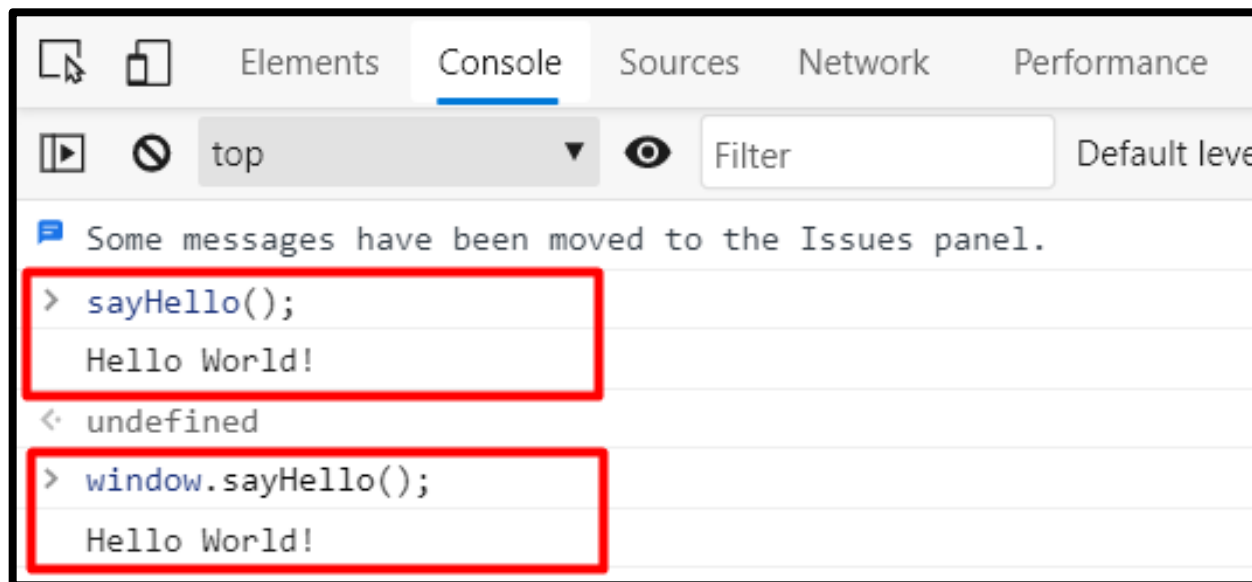 Elements Console Sources Network Performance
top Filter Default leve
Some messages have been moved to the Issues panel.
> sayHello();
Hello World!
undefined
> window.sayHello();
Hello World!